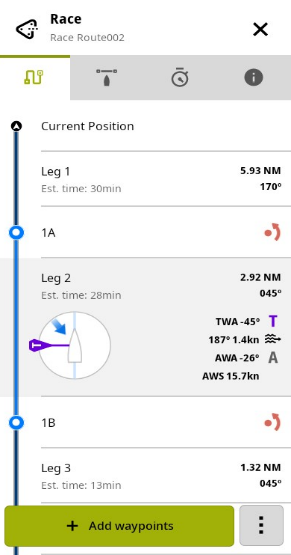 Race
Race Route002
Current Position
Leg 1
5.93 NM
Est. time: 30min
170°
1A
Leg 2
2.92 NM
Est. time: 28min
045°
TWA -45° T
187° 1.4kn
AWA -26° A
AWS 15.7kn
1B
Leg 3
1.32 NM
Est. time: 13min
045°
+ Add waypoints